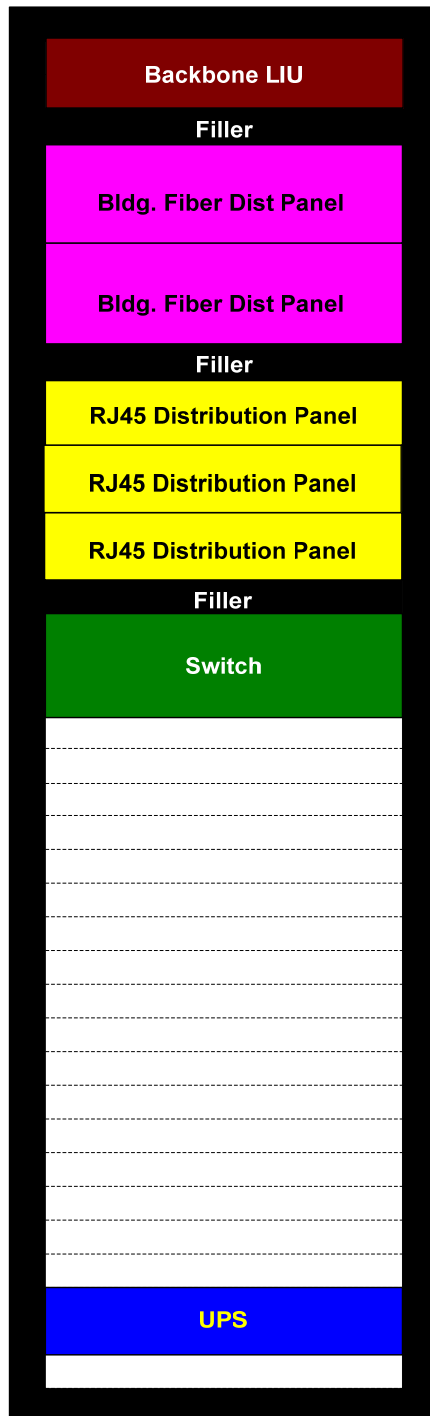 Backbone LIU
Filler
Bldg. Fiber Dist Panel
Bldg. Fiber Dist Panel
Filler
RJ45 Distribution Panel
RJ45 Distribution Panel
RJ45 Distribution Panel
Filler
Switch
UPS